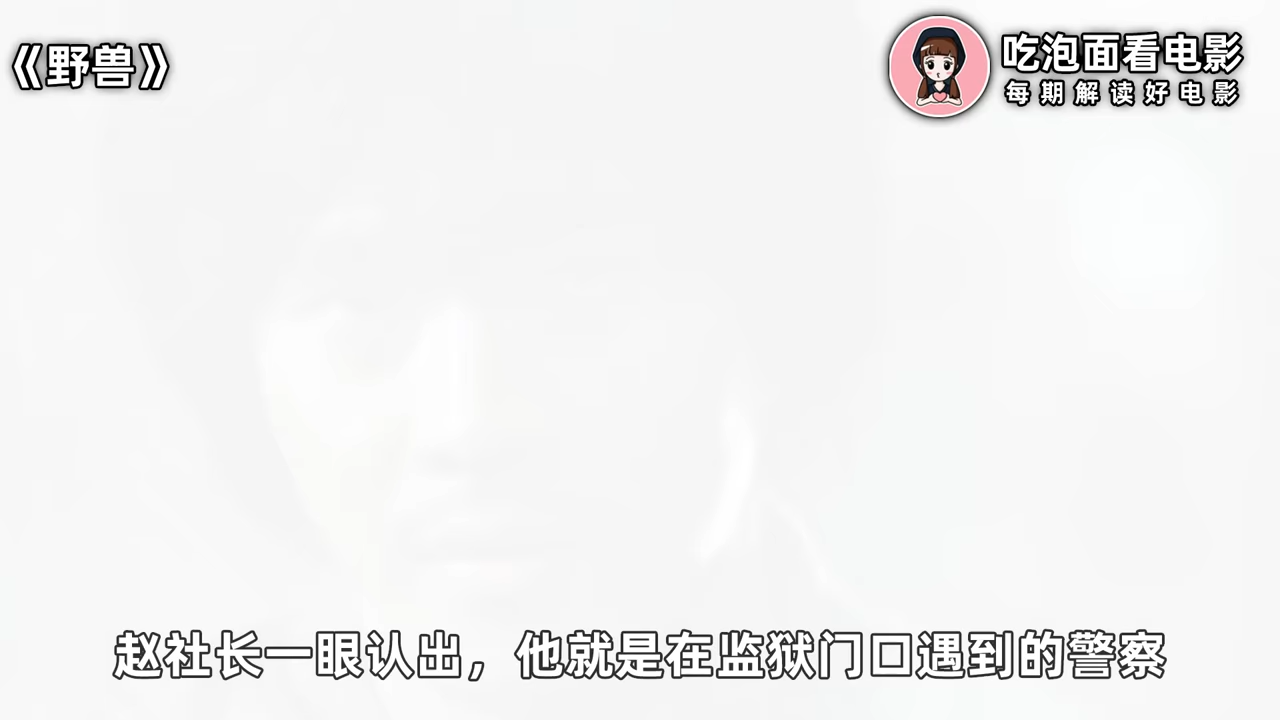 《野兽》
吃泡面看电影
每期解读好电影
赵社长一眼认出，他就是在监狱门口遇到的警察